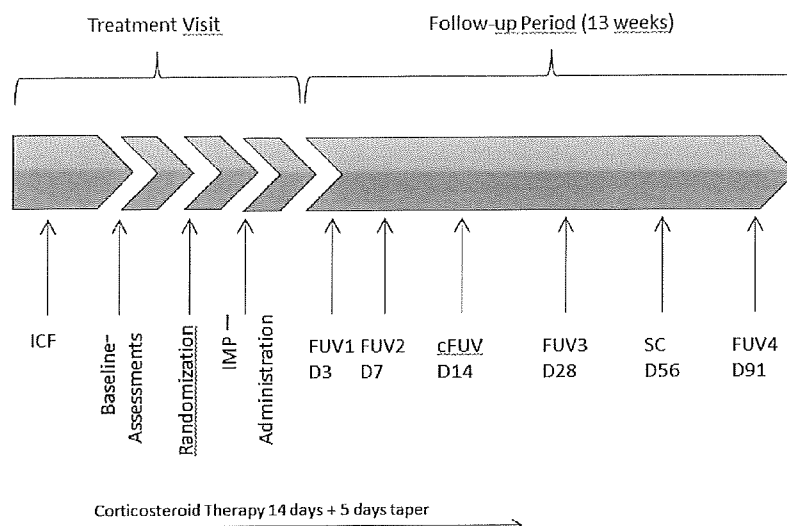 Treatment Visit
Follow-up Period (13 weeks)
ICF
Baseline-
Assessments
Randomization
IMP —
Administration
FUV1
D3
FUV2
D7
cFUV
D14
FUV3
D28
SC
D56
FUV4
D91
Corticosteroid Therapy 14 days + 5 days taper